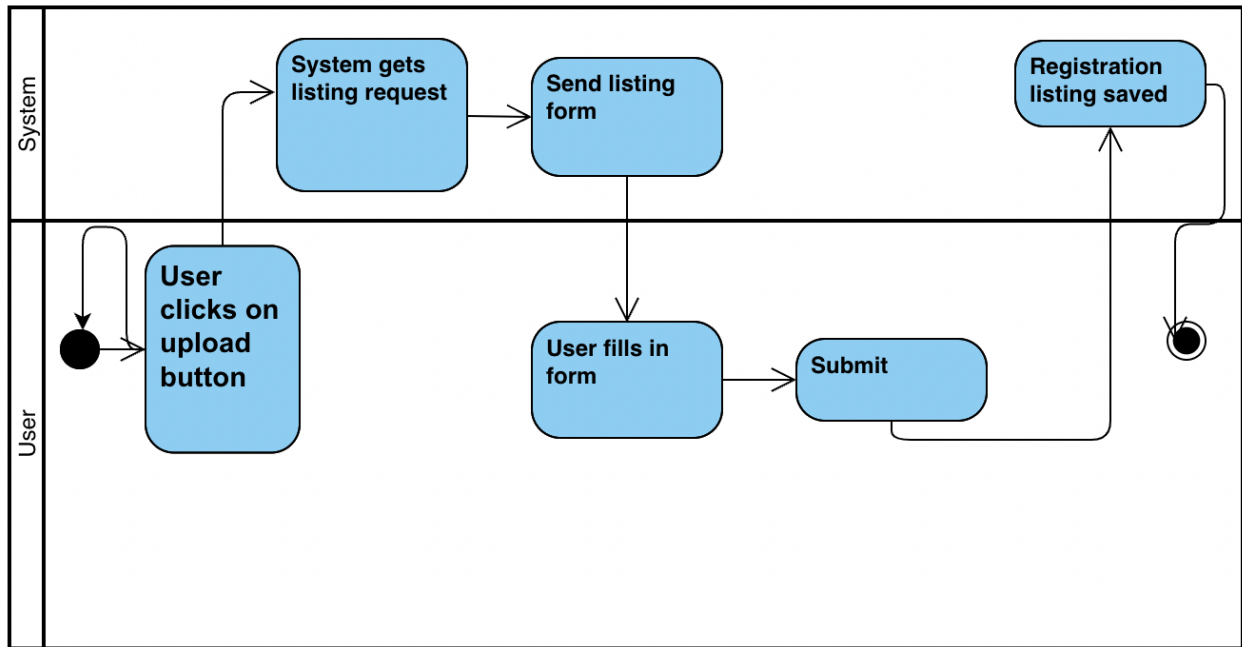 System
System gets
listing request
Send listing
form
Registration
listing saved
User
User
clicks on
upload
button
User fills in
form
Submit